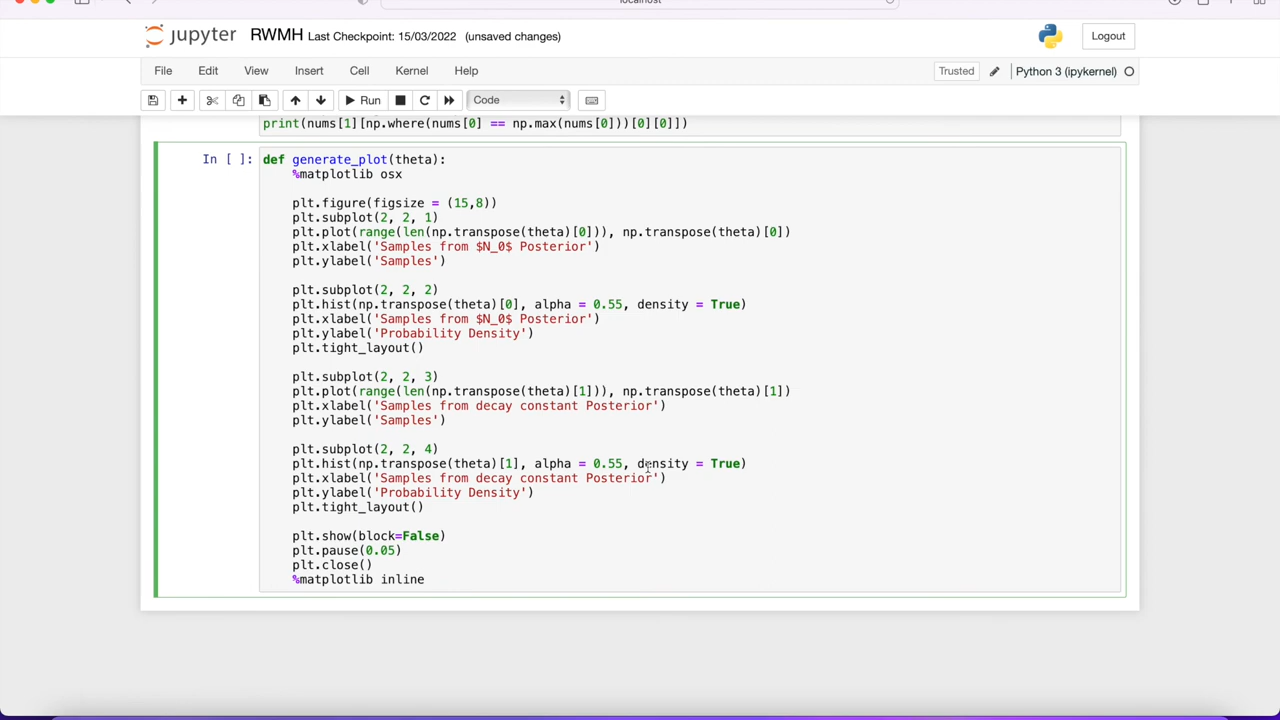 localhost
jupyter RWMH Last Checkpoint: 15/03/2022 (unsaved changes) Logout
File Edit View Insert Cell Kernel Help Trusted Python 3 (ipykernel)
Run Code
print(nums[1][np.where(nums[0] == np.max(nums[0]))[0][0]])
In [ ]: def generate_plot(theta):
%matplotlib osx
plt.figure(figsize = (15,8))
plt.subplot(2, 2, 1)
plt.plot(range(len(np.transpose(theta)[0])), np.transpose(theta)[0])
plt.xlabel('Samples from $N_0$ Posterior')
plt.ylabel('Samples')
plt.subplot(2, 2, 2)
plt.hist(np.transpose(theta)[0], alpha = 0.55, density = True)
plt.xlabel('Samples from $N_0$ Posterior')
plt.ylabel('Probability Density')
plt.tight_layout()
plt.subplot(2, 2, 3)
plt.plot(range(len(np.transpose(theta)[1])), np.transpose(theta)[1])
plt.xlabel('Samples from decay constant Posterior')
plt.ylabel('Samples')
plt.subplot(2, 2, 4)
plt.hist(np.transpose(theta)[1], alpha = 0.55, density = True)
plt.xlabel('Samples from decay constant Posterior')
plt.ylabel('Probability Density')
plt.tight_layout()
plt.show(block=False)
plt.pause(0.05)
plt.close()
%matplotlib inline